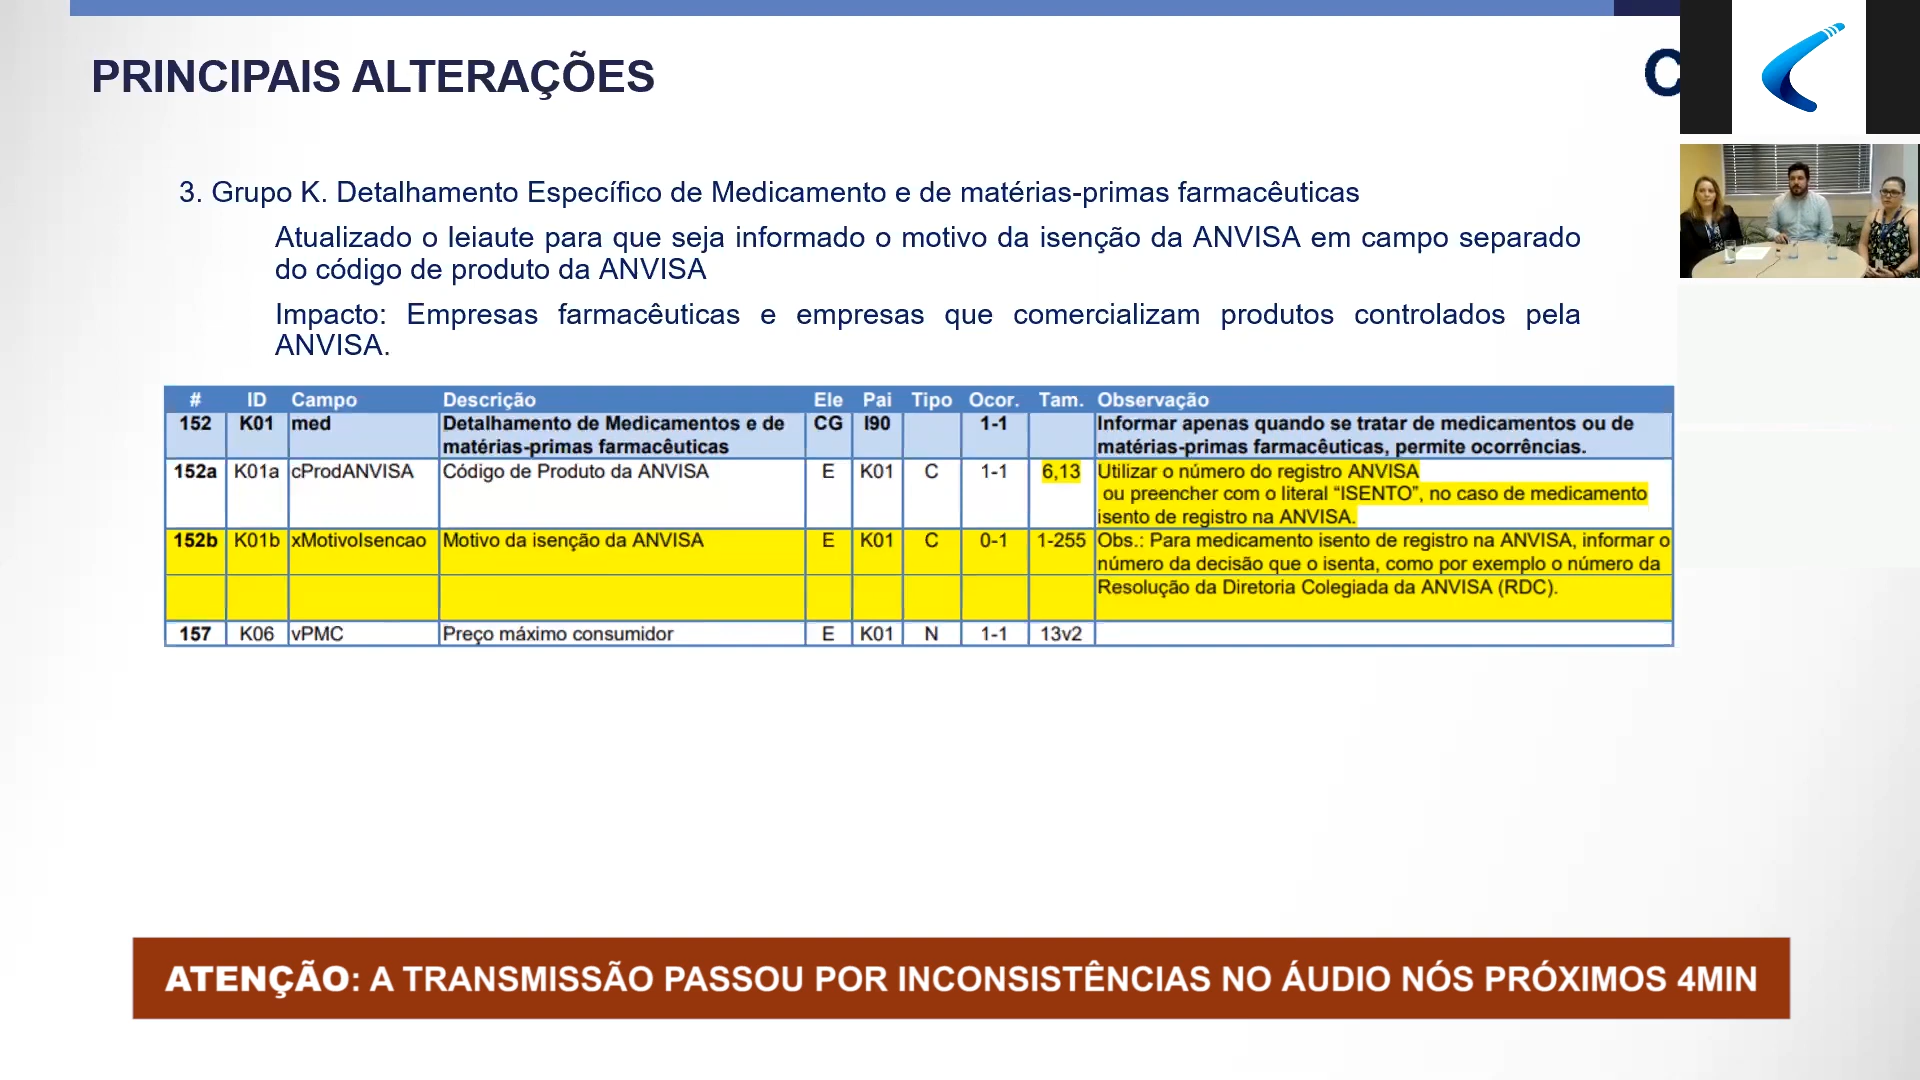 PRINCIPAIS ALTERAÇÕES
C
3. Grupo K. Detalhamento Específico de Medicamento e de matérias-primas farmacêuticas
Atualizado o leiaute para que seja informado o motivo da isenção da ANVISA em campo separado
do código de produto da ANVISA
Impacto: Empresas farmacêuticas e empresas que comercializam produtos controlados pela
ANVISA.
# ID Campo Descrição Ele Pai Tipo Ocor. Tam. Observação
152 K01 med Detalhamento de Medicamentos e de CG I90 1-1 Informar apenas quando se tratar de medicamentos ou de
matérias-primas farmacêuticas matérias-primas farmacêuticas, permite ocorrências.
152a K01a cProdANVISA Código de Produto da ANVISA E K01 C 1-1 6,13 Utilizar o número do registro ANVISA
ou preencher com o literal “ISENTO”, no caso de medicamento
isento de registro na ANVISA.
152b K01b xMotivoIsencao Motivo da isenção da ANVISA E K01 C 0-1 1-255 Obs.: Para medicamento isento de registro na ANVISA, informar o
número da decisão que o isenta, como por exemplo o número da
Resolução da Diretoria Colegiada da ANVISA (RDC).
157 K06 vPMC Preço máximo consumidor E K01 N 1-1 13v2
ATENÇÃO: A TRANSMISSÃO PASSOU POR INCONSISTÊNCIAS NO ÁUDIO NÓS PRÓXIMOS 4MIN